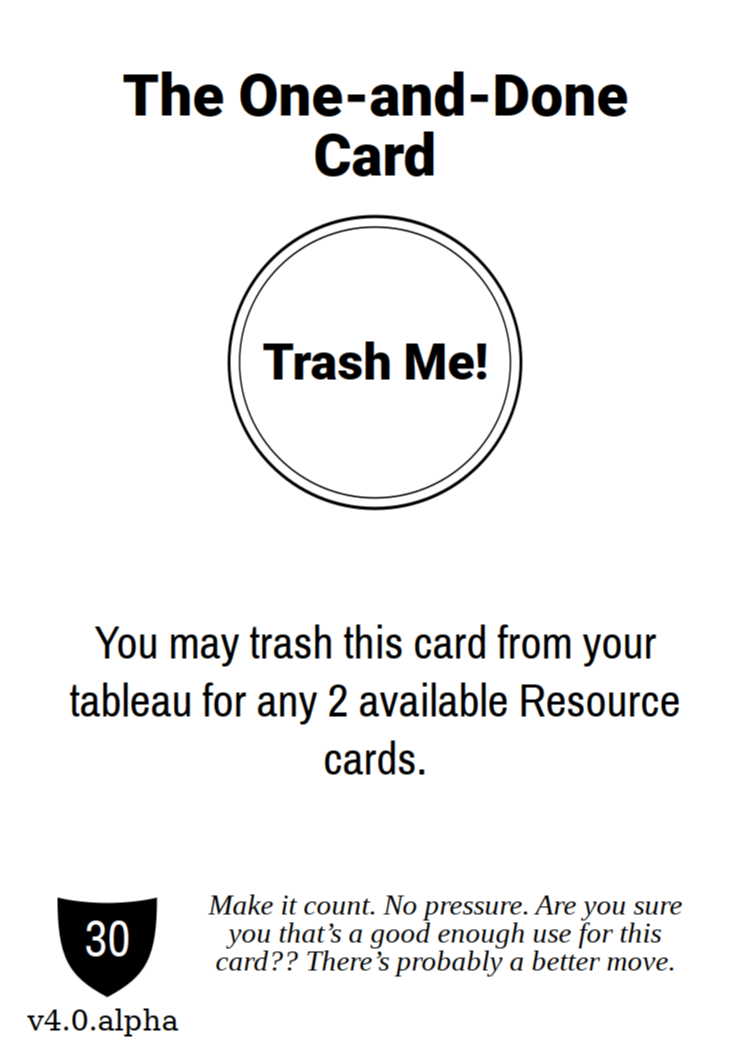 The One-and-Done
Card
Trash Me!
You may trash this card from your
tableau for any 2 available Resource
cards.
30
Make it count. No pressure. Are you sure
you that’s a good enough use for this
card?? There’s probably a better move.
v4.0.alpha